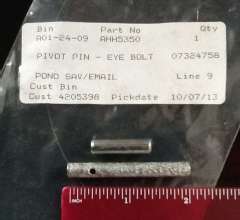 Bin Part No Qty
A01-24-09 AHH5350 1
PIVOT PIN - EYE BOLT 07324758
POND SAV/EMAIL Line 9
Cust Bin
Cust 4205398 Pickdate 10/07/13
INCH 1 2